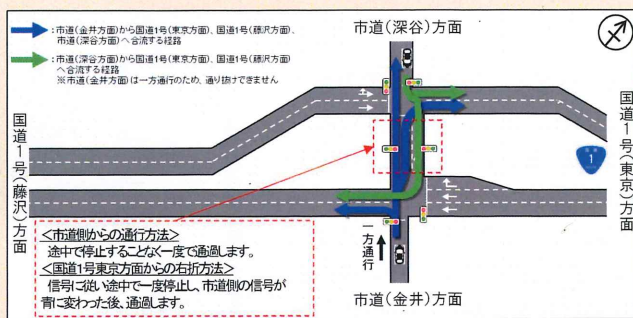 市道(深谷)方面
:市道(金井方面)から国道1号(東京方面)、国道1号(藤沢方面)、
市道(深谷方面)へ合流する経路
:市道(深谷方面)から国道1号(東京方面)、国道1号(藤沢方面)
へ合流する経路
※市道(金井方面)は一方通行のため、通り抜けできません
国道1号(藤沢)方面
国道1号(東京)方面
1
<市道側からの通行方法>
途中で停止することなく一度で通過します。
<国道1号東京方面からの右折方法>
信号に従い途中で一度停止し、市道側の信号が
青に変わった後、通過します。
一方通行
市道(金井)方面